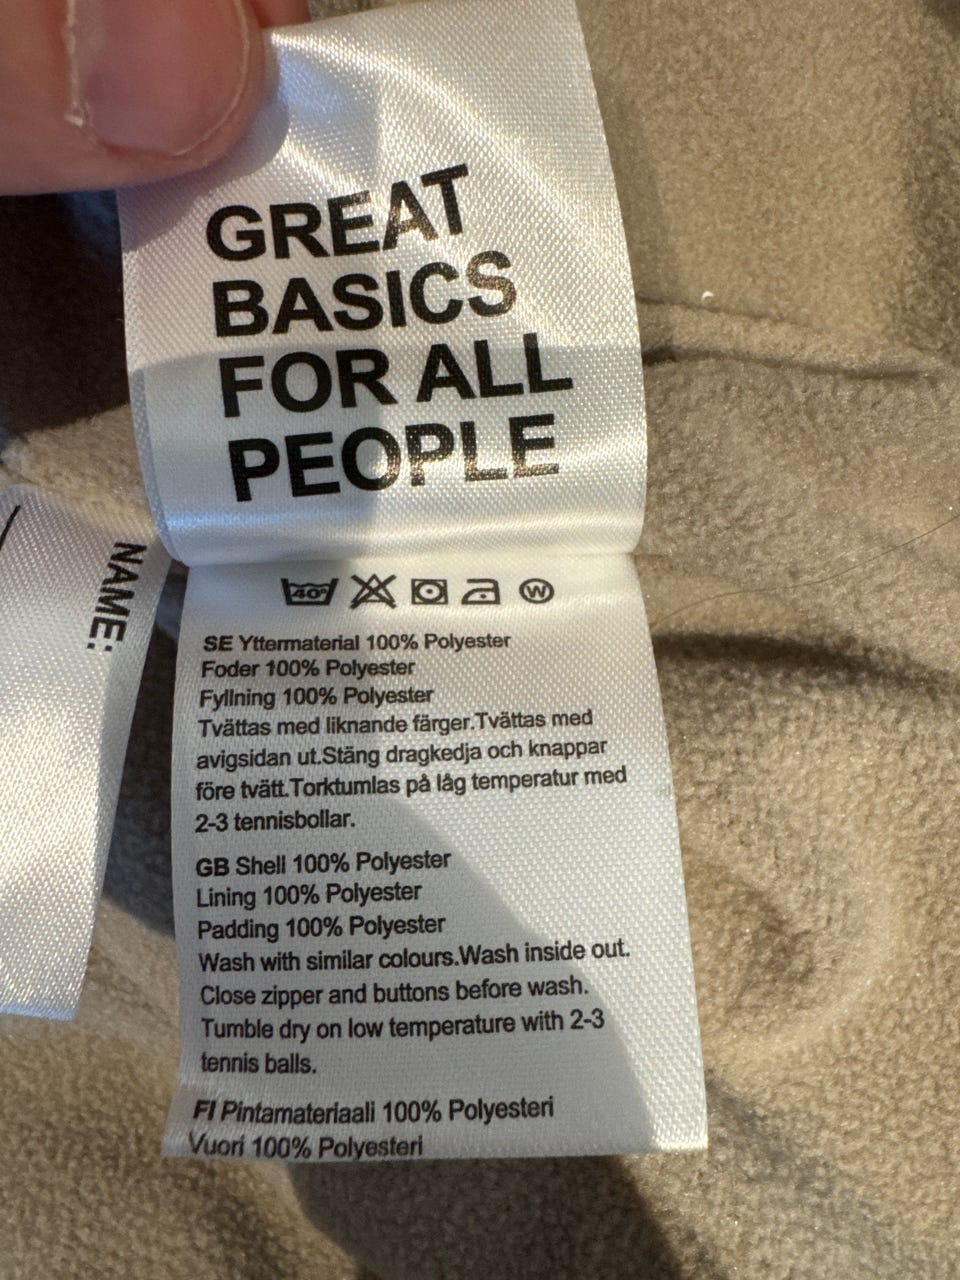 GREAT
BASICS
FOR ALL
PEOPLE
NAME:
40°
W
SE Yttermaterial 100% Polyester
Foder 100% Polyester
Fyllning 100% Polyester
Tvättas med liknande färger.Tvättas med
avigsidan ut.Stäng dragkedja och knappar
före tvätt.Torktumlas på låg temperatur med
2-3 tennisbollar.
GB Shell 100% Polyester
Lining 100% Polyester
Padding 100% Polyester
Wash with similar colours.Wash inside out.
Close zipper and buttons before wash.
Tumble dry on low temperature with 2-3
tennis balls.
FI Pintamateriaali 100% Polyesteri
Vuori 100% Polyesteri